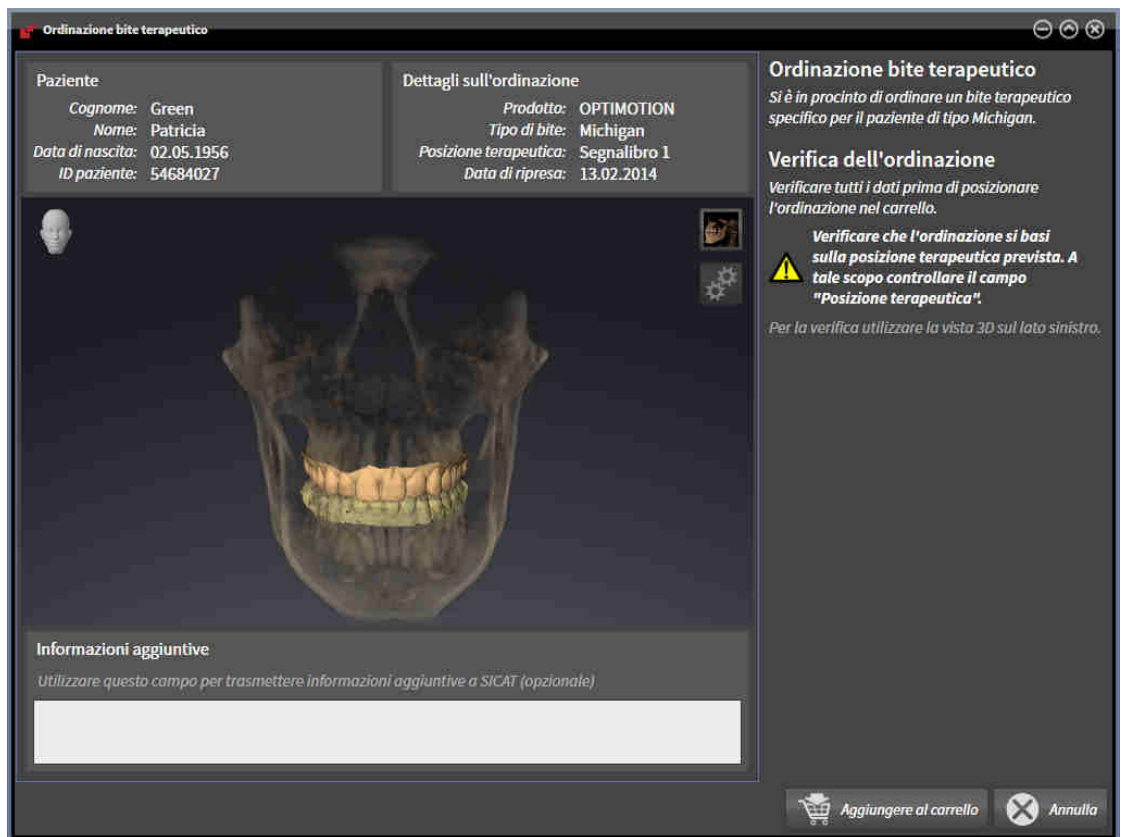 Ordinazione bite terapeutico
Paziente
Cognome: Green
Nome: Patricia
Data di nascita: 02.05.1956
ID paziente: 54684027
Dettagli sull'ordinazione
Prodotto: OPTIMOTION
Tipo di bite: Michigan
Posizione terapeutica: Segnalibro 1
Data di ripresa: 13.02.2014
Informazioni aggiuntive
Utilizzare questo campo per trasmettere informazioni aggiuntive a SICAT (opzionale)
Ordinazione bite terapeutico
Si è in procinto di ordinare un bite terapeutico
specifico per il paziente di tipo Michigan.
Verifica dell'ordinazione
Verificare tutti i dati prima di posizionare
l'ordinazione nel carrello.
Verificare che l'ordinazione si basi
sulla posizione terapeutica prevista. A
tale scopo controllare il campo
"Posizione terapeutica".
Per la verifica utilizzare la vista 3D sul lato sinistro.
Aggiungere al carrello
Annulla